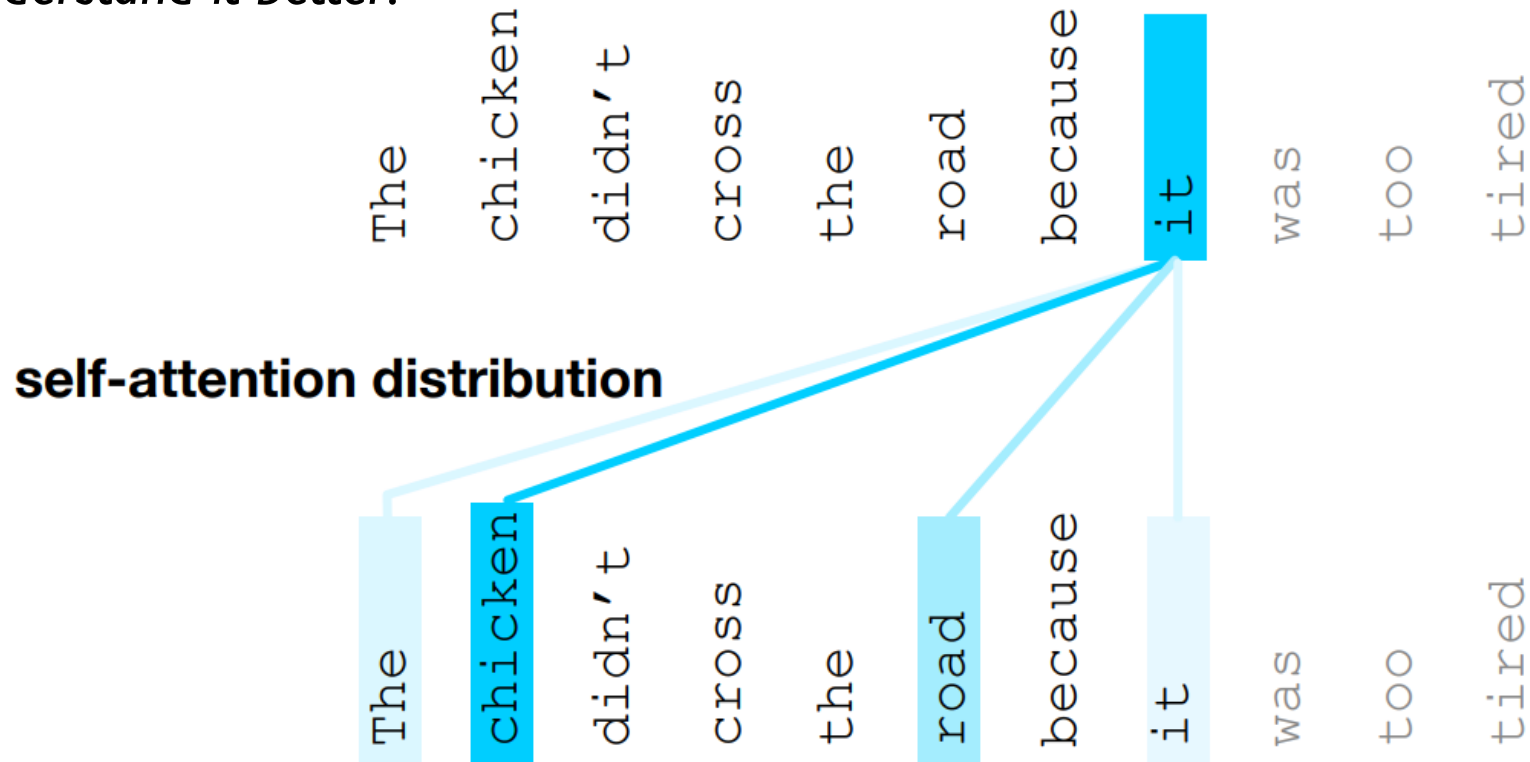 The chicken didn't cross the road because it was too tired
self-attention distribution
The chicken didn't cross the road because it was too tired